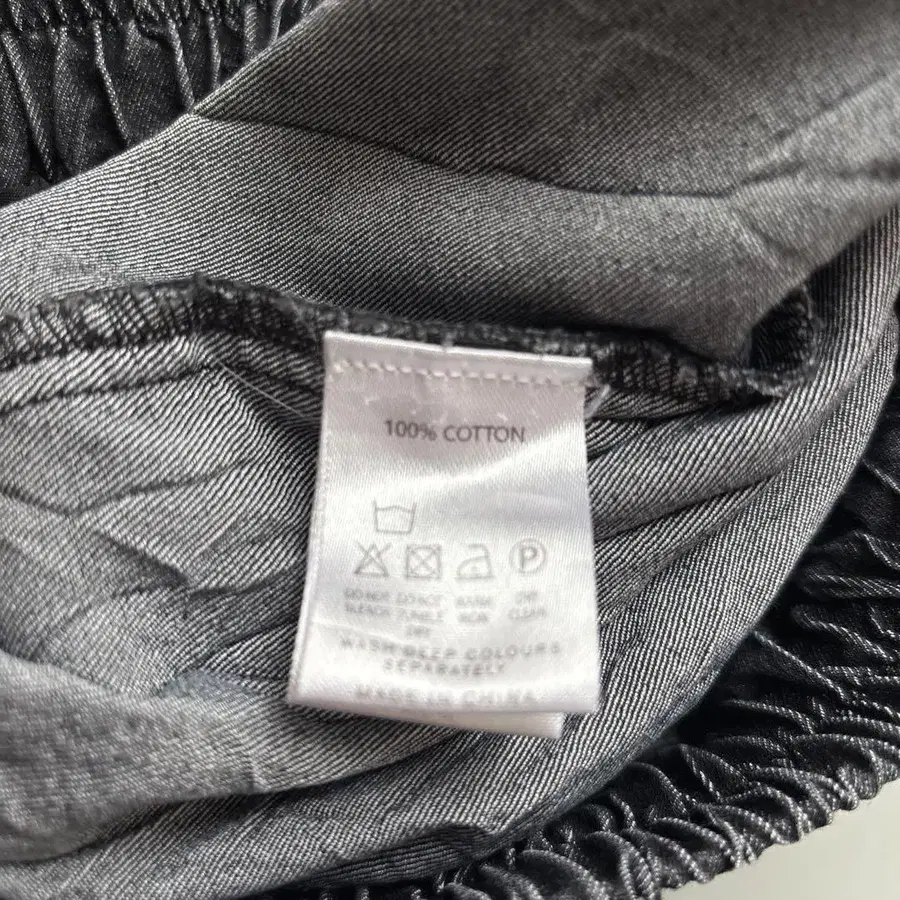 100% COTTON
P
DO NOT DO NOT WARM DRY
BLEACH TUMBLE IRON CLEAN
DRY
WASH DEEP COLOURS
SEPARATELY
MADE IN CHINA